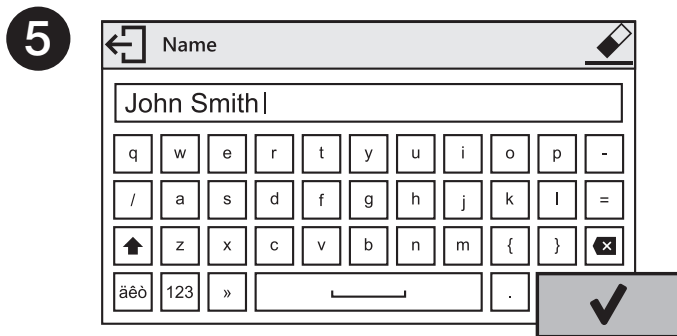 5
Name
John Smith
q w e r t y u i o p -
/ a s d f g h j k l =
z x c v b n m { }
äêò 123 » .